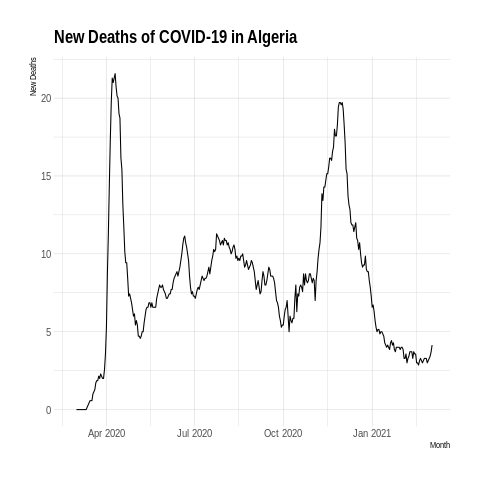 New Deaths of COVID-19 in Algeria
New Deaths
20
15
10
5
0
Apr 2020 Jul 2020 Oct 2020 Jan 2021
Month